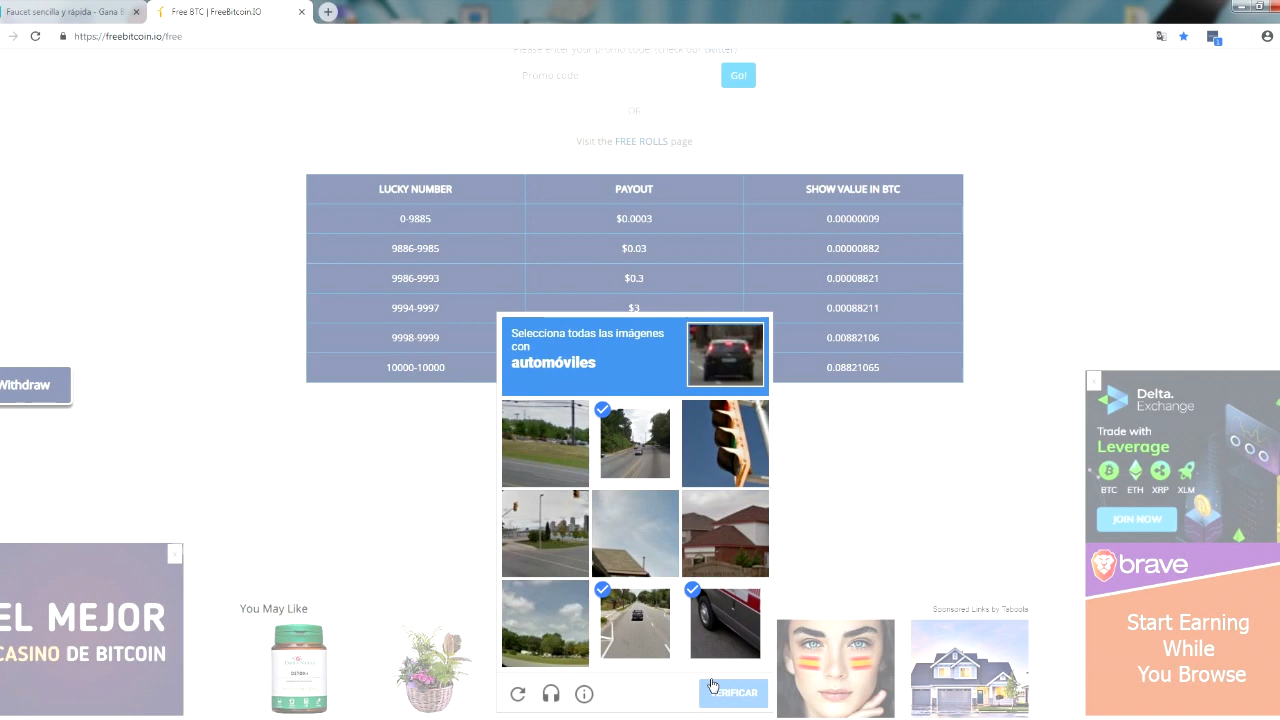 Faucet sencilla y rápida - Gana B
Free BTC | FreeBitcoin.IO
https://freebitcoin.io/free
Please enter your promo code. (check our twitter)
Promo code
Go!
OR
Visit the FREE ROLLS page
LUCKY NUMBER PAYOUT SHOW VALUE IN BTC
0-9885 $0.0003 0.00000009
9886-9985 $0.03 0.00000882
9986-9993 $0.3 0.00008821
9994-9997 $3 0.00088211
9998-9999 0.00882106
10000-10000 0.08821065
Selecciona todas las imágenes
con
automóviles
Withdraw
VERIFICAR
EL MEJOR
CASINO DE BITCOIN
You May Like
Sponsored Links by Taboola
Delta.
Exchange
Trade with
Leverage
BTC ETH XRP XLM
JOIN NOW
brave
Start Earning
While
You Browse